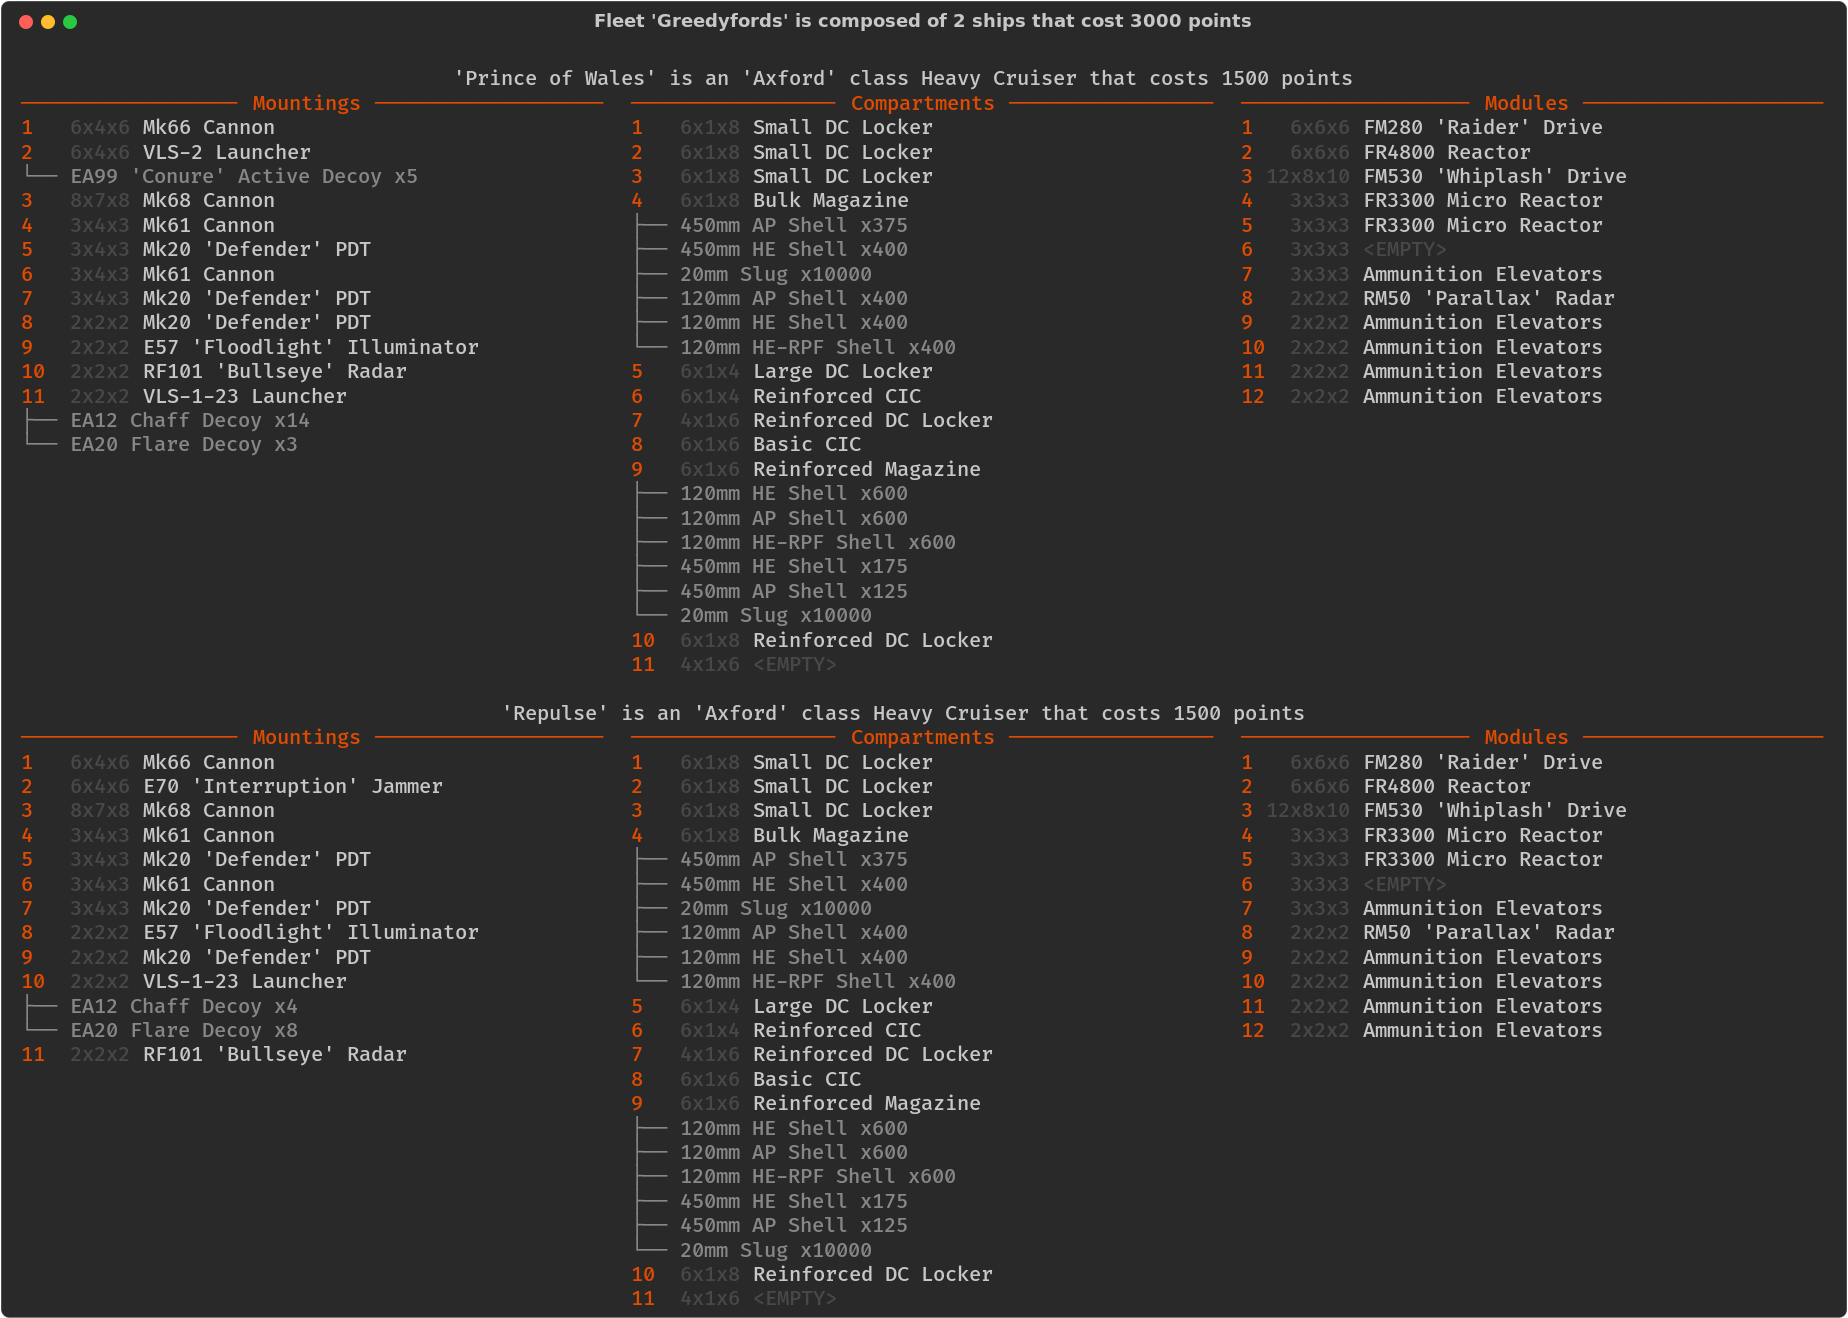 Fleet 'Greedyfords' is composed of 2 ships that cost 3000 points
'Prince of Wales' is an 'Axford' class Heavy Cruiser that costs 1500 points
Mountings
1 6x4x6 Mk66 Cannon
2 6x4x6 VLS-2 Launcher
└── EA99 'Conure' Active Decoy x5
3 8x7x8 Mk68 Cannon
4 3x4x3 Mk61 Cannon
5 3x4x3 Mk20 'Defender' PDT
6 3x4x3 Mk61 Cannon
7 3x4x3 Mk20 'Defender' PDT
8 2x2x2 Mk20 'Defender' PDT
9 2x2x2 E57 'Floodlight' Illuminator
10 2x2x2 RF101 'Bullseye' Radar
11 2x2x2 VLS-1-23 Launcher
├── EA12 Chaff Decoy x14
└── EA20 Flare Decoy x3
Compartments
1 6x1x8 Small DC Locker
2 6x1x8 Small DC Locker
3 6x1x8 Small DC Locker
4 6x1x8 Bulk Magazine
├── 450mm AP Shell x375
├── 450mm HE Shell x400
├── 20mm Slug x10000
├── 120mm AP Shell x400
├── 120mm HE Shell x400
└── 120mm HE-RPF Shell x400
5 6x1x4 Large DC Locker
6 6x1x4 Reinforced CIC
7 4x1x6 Reinforced DC Locker
8 6x1x6 Basic CIC
9 6x1x6 Reinforced Magazine
├── 120mm HE Shell x600
├── 120mm AP Shell x600
├── 120mm HE-RPF Shell x600
├── 450mm HE Shell x175
├── 450mm AP Shell x125
└── 20mm Slug x10000
10 6x1x8 Reinforced DC Locker
11 4x1x6 <EMPTY>
Modules
1 6x6x6 FM280 'Raider' Drive
2 6x6x6 FR4800 Reactor
3 12x8x10 FM530 'Whiplash' Drive
4 3x3x3 FR3300 Micro Reactor
5 3x3x3 FR3300 Micro Reactor
6 3x3x3 <EMPTY>
7 3x3x3 Ammunition Elevators
8 2x2x2 RM50 'Parallax' Radar
9 2x2x2 Ammunition Elevators
10 2x2x2 Ammunition Elevators
11 2x2x2 Ammunition Elevators
12 2x2x2 Ammunition Elevators
'Repulse' is an 'Axford' class Heavy Cruiser that costs 1500 points
Mountings
1 6x4x6 Mk66 Cannon
2 6x4x6 E70 'Interruption' Jammer
3 8x7x8 Mk68 Cannon
4 3x4x3 Mk61 Cannon
5 3x4x3 Mk20 'Defender' PDT
6 3x4x3 Mk61 Cannon
7 3x4x3 Mk20 'Defender' PDT
8 2x2x2 E57 'Floodlight' Illuminator
9 2x2x2 Mk20 'Defender' PDT
10 2x2x2 VLS-1-23 Launcher
├── EA12 Chaff Decoy x4
└── EA20 Flare Decoy x8
11 2x2x2 RF101 'Bullseye' Radar
Compartments
1 6x1x8 Small DC Locker
2 6x1x8 Small DC Locker
3 6x1x8 Small DC Locker
4 6x1x8 Bulk Magazine
├── 450mm AP Shell x375
├── 450mm HE Shell x400
├── 20mm Slug x10000
├── 120mm AP Shell x400
├── 120mm HE Shell x400
└── 120mm HE-RPF Shell x400
5 6x1x4 Large DC Locker
6 6x1x4 Reinforced CIC
7 4x1x6 Reinforced DC Locker
8 6x1x6 Basic CIC
9 6x1x6 Reinforced Magazine
├── 120mm HE Shell x600
├── 120mm AP Shell x600
├── 120mm HE-RPF Shell x600
├── 450mm HE Shell x175
├── 450mm AP Shell x125
└── 20mm Slug x10000
10 6x1x8 Reinforced DC Locker
11 4x1x6 <EMPTY>
Modules
1 6x6x6 FM280 'Raider' Drive
2 6x6x6 FR4800 Reactor
3 12x8x10 FM530 'Whiplash' Drive
4 3x3x3 FR3300 Micro Reactor
5 3x3x3 FR3300 Micro Reactor
6 3x3x3 <EMPTY>
7 3x3x3 Ammunition Elevators
8 2x2x2 RM50 'Parallax' Radar
9 2x2x2 Ammunition Elevators
10 2x2x2 Ammunition Elevators
11 2x2x2 Ammunition Elevators
12 2x2x2 Ammunition Elevators